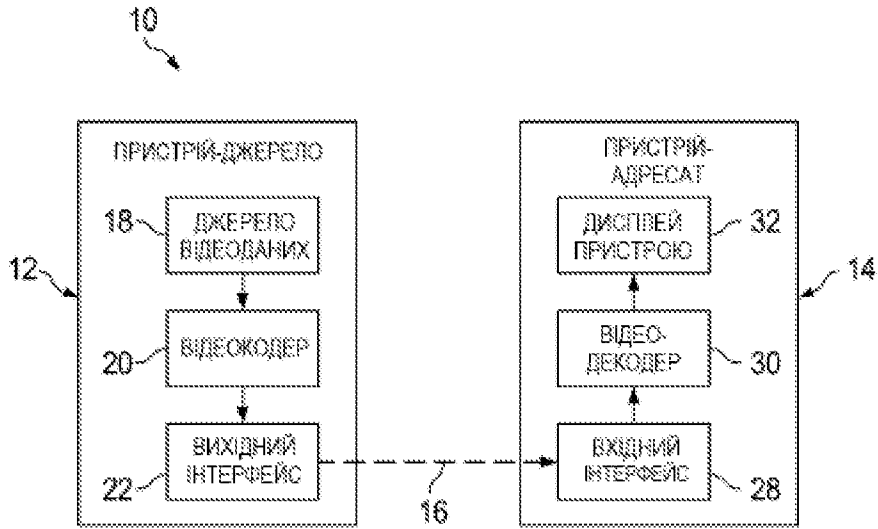 10
ПРИСТРІЙ-ДЖЕРЕЛО
18
ДЖЕРЕЛО
ВІДЕОДАНИХ
12
20
ВІДЕОКОДЕР
22
ВИХІДНИЙ
ІНТЕРФЕЙС
16
ПРИСТРІЙ-
АДРЕСАТ
ДИСПЛЕЙ
ПРИСТРОЮ
32
14
ВІДЕО-
ДЕКОДЕР
30
ВХІДНИЙ
ІНТЕРФЕЙС
28